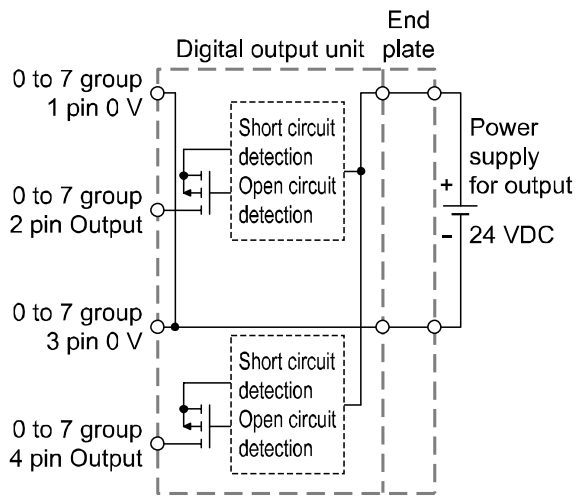 End
plate
Digital output unit
0 to 7 group
1 pin 0 V
Short circuit
detection
Open circuit
detection
0 to 7 group
2 pin Output
Power
supply
for output
+
−
24 VDC
0 to 7 group
3 pin 0 V
Short circuit
detection
Open circuit
detection
0 to 7 group
4 pin Output